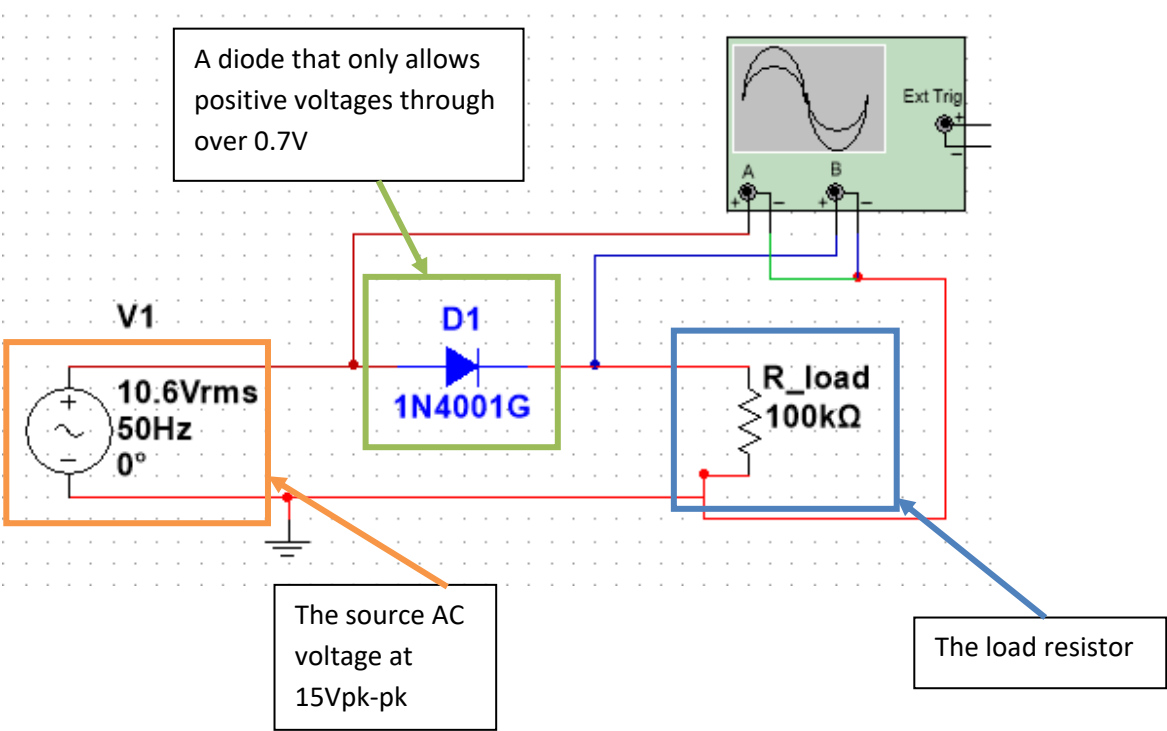 A diode that only allows
positive voltages through
over 0.7V
Ext Trig
+
−
A
B
+
−
+
−
V1
D1
10.6Vrms
50Hz
0°
+
−
1N4001G
R_load
100kΩ
The source AC
voltage at
15Vpk-pk
The load resistor